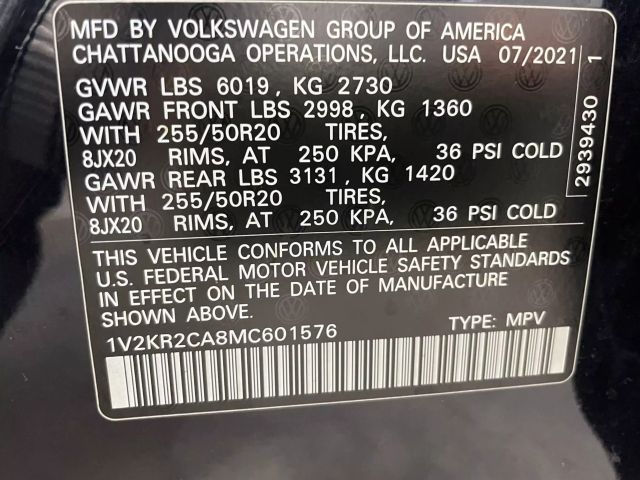 MFD BY VOLKSWAGEN GROUP OF AMERICA
CHATTANOOGA OPERATIONS, LLC. USA 07/2021
GVWR LBS 6019, KG 2730
GAWR FRONT LBS 2998, KG 1360
WITH 255/50R20 TIRES,
8JX20 RIMS, AT 250 KPA, 36 PSI COLD
GAWR REAR LBS 3131, KG 1420
WITH 255/50R20 TIRES,
8JX20 RIMS, AT 250 KPA, 36 PSI COLD
THIS VEHICLE CONFORMS TO ALL APPLICABLE
U.S. FEDERAL MOTOR VEHICLE SAFETY STANDARDS
IN EFFECT ON THE DATE OF MANUFACTURE
SHOWN ABOVE.
1V2KR2CA8MC601576 TYPE: MPV
2939430 1